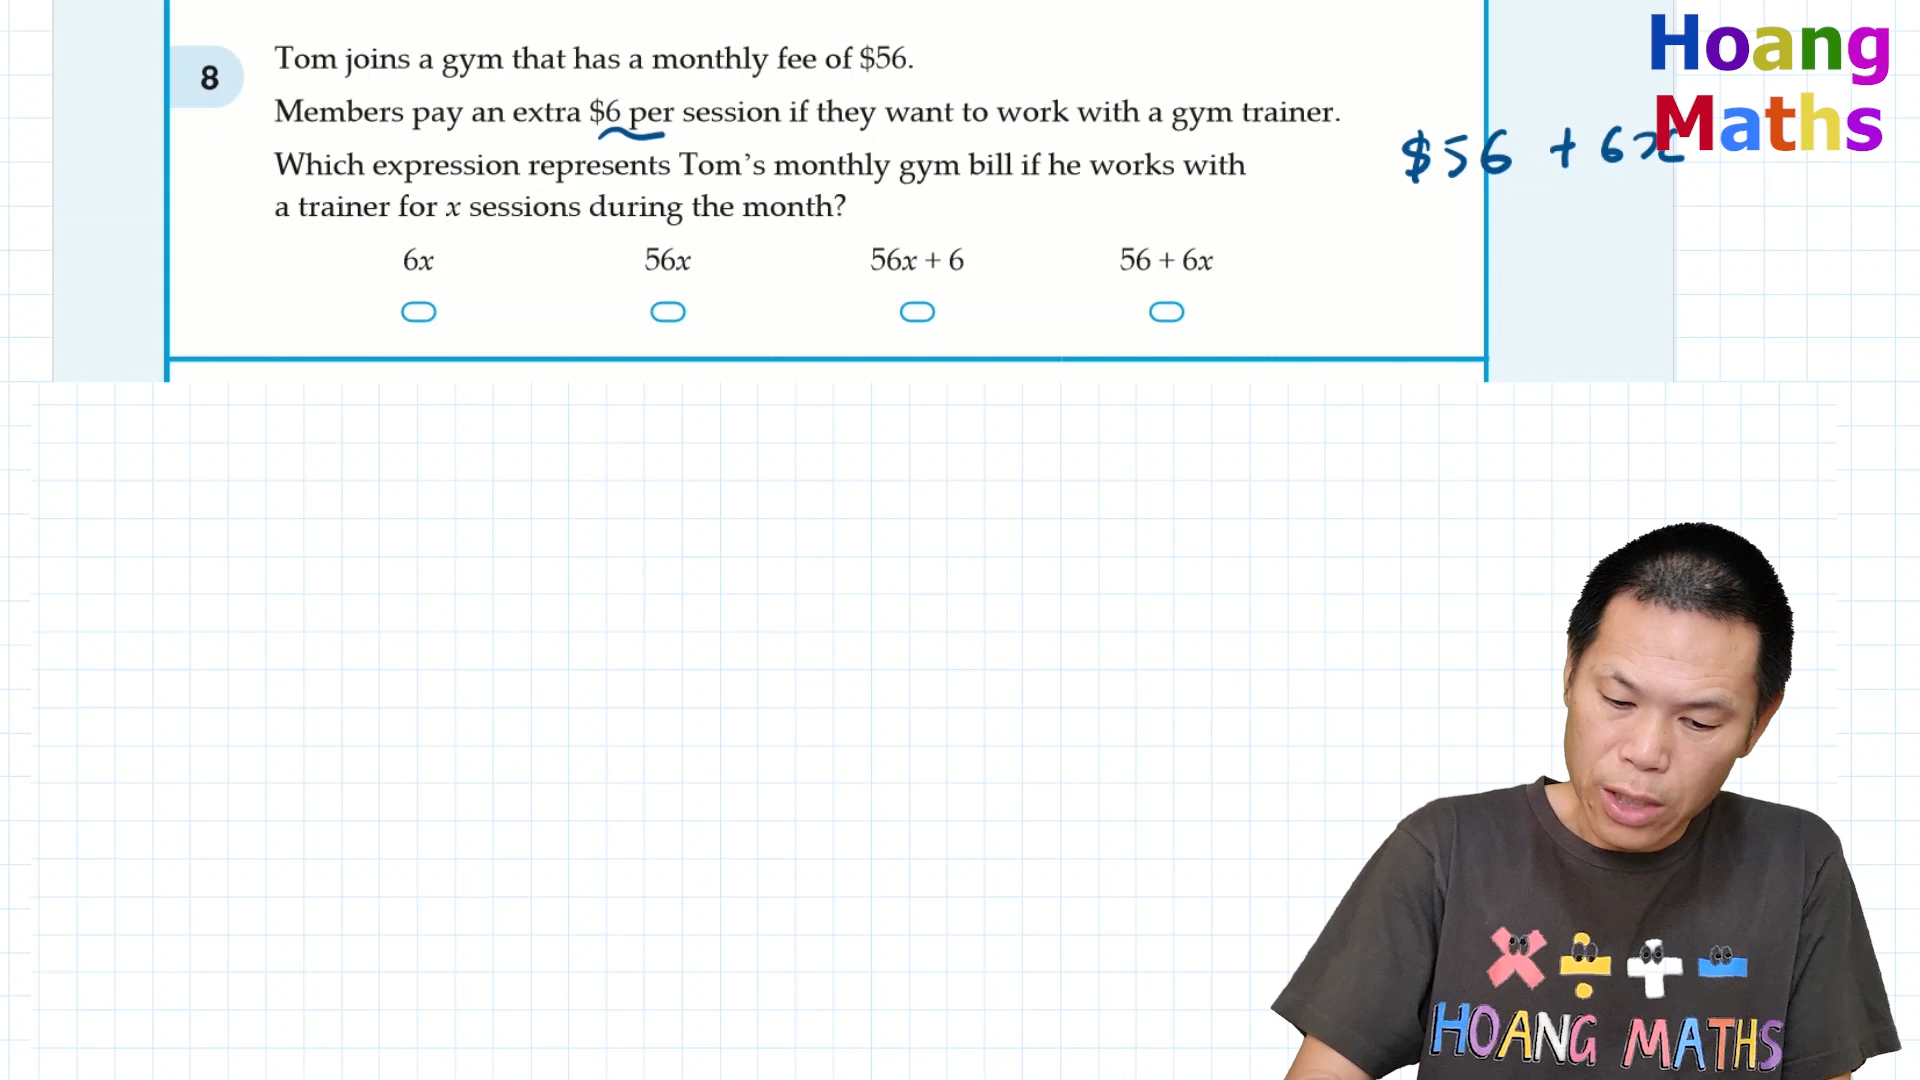 8
Tom joins a gym that has a monthly fee of $56.
Members pay an extra $6 per session if they want to work with a gym trainer.
Which expression represents Tom's monthly gym bill if he works with
a trainer for x sessions during the month?
6x 56x 56x + 6 56 + 6x
$56 + 6x
Hoang
Maths
HOANG MATHS